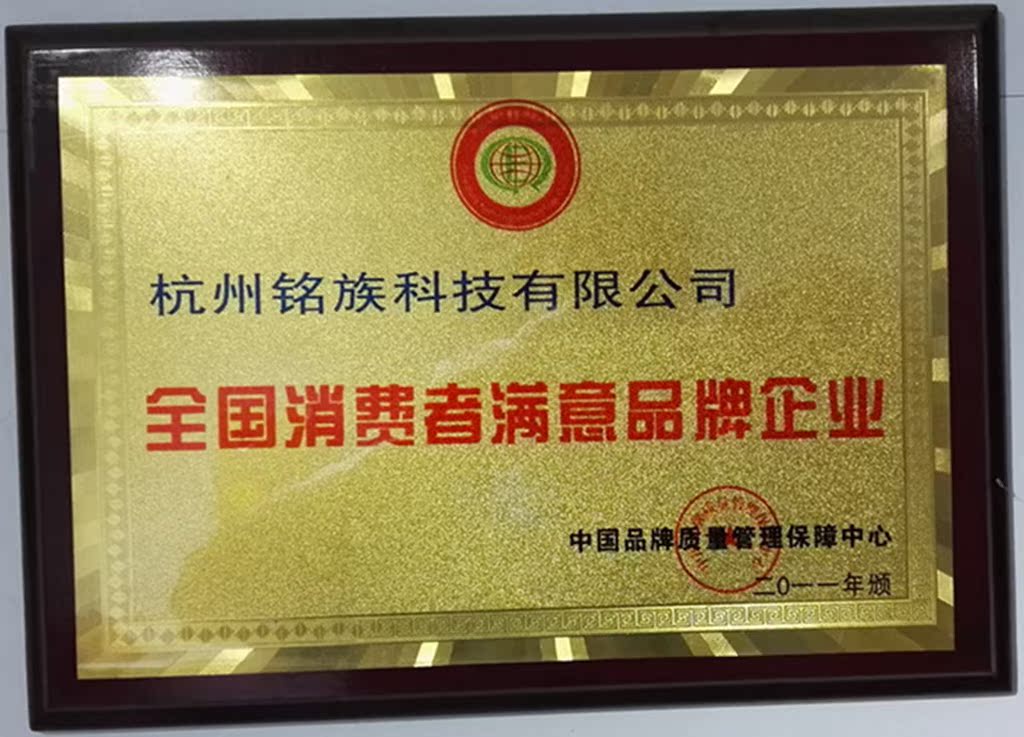 杭州铭族科技有限公司
全国消费者满意品牌企业
中国品牌质量管理保障中心
二0一一年颁